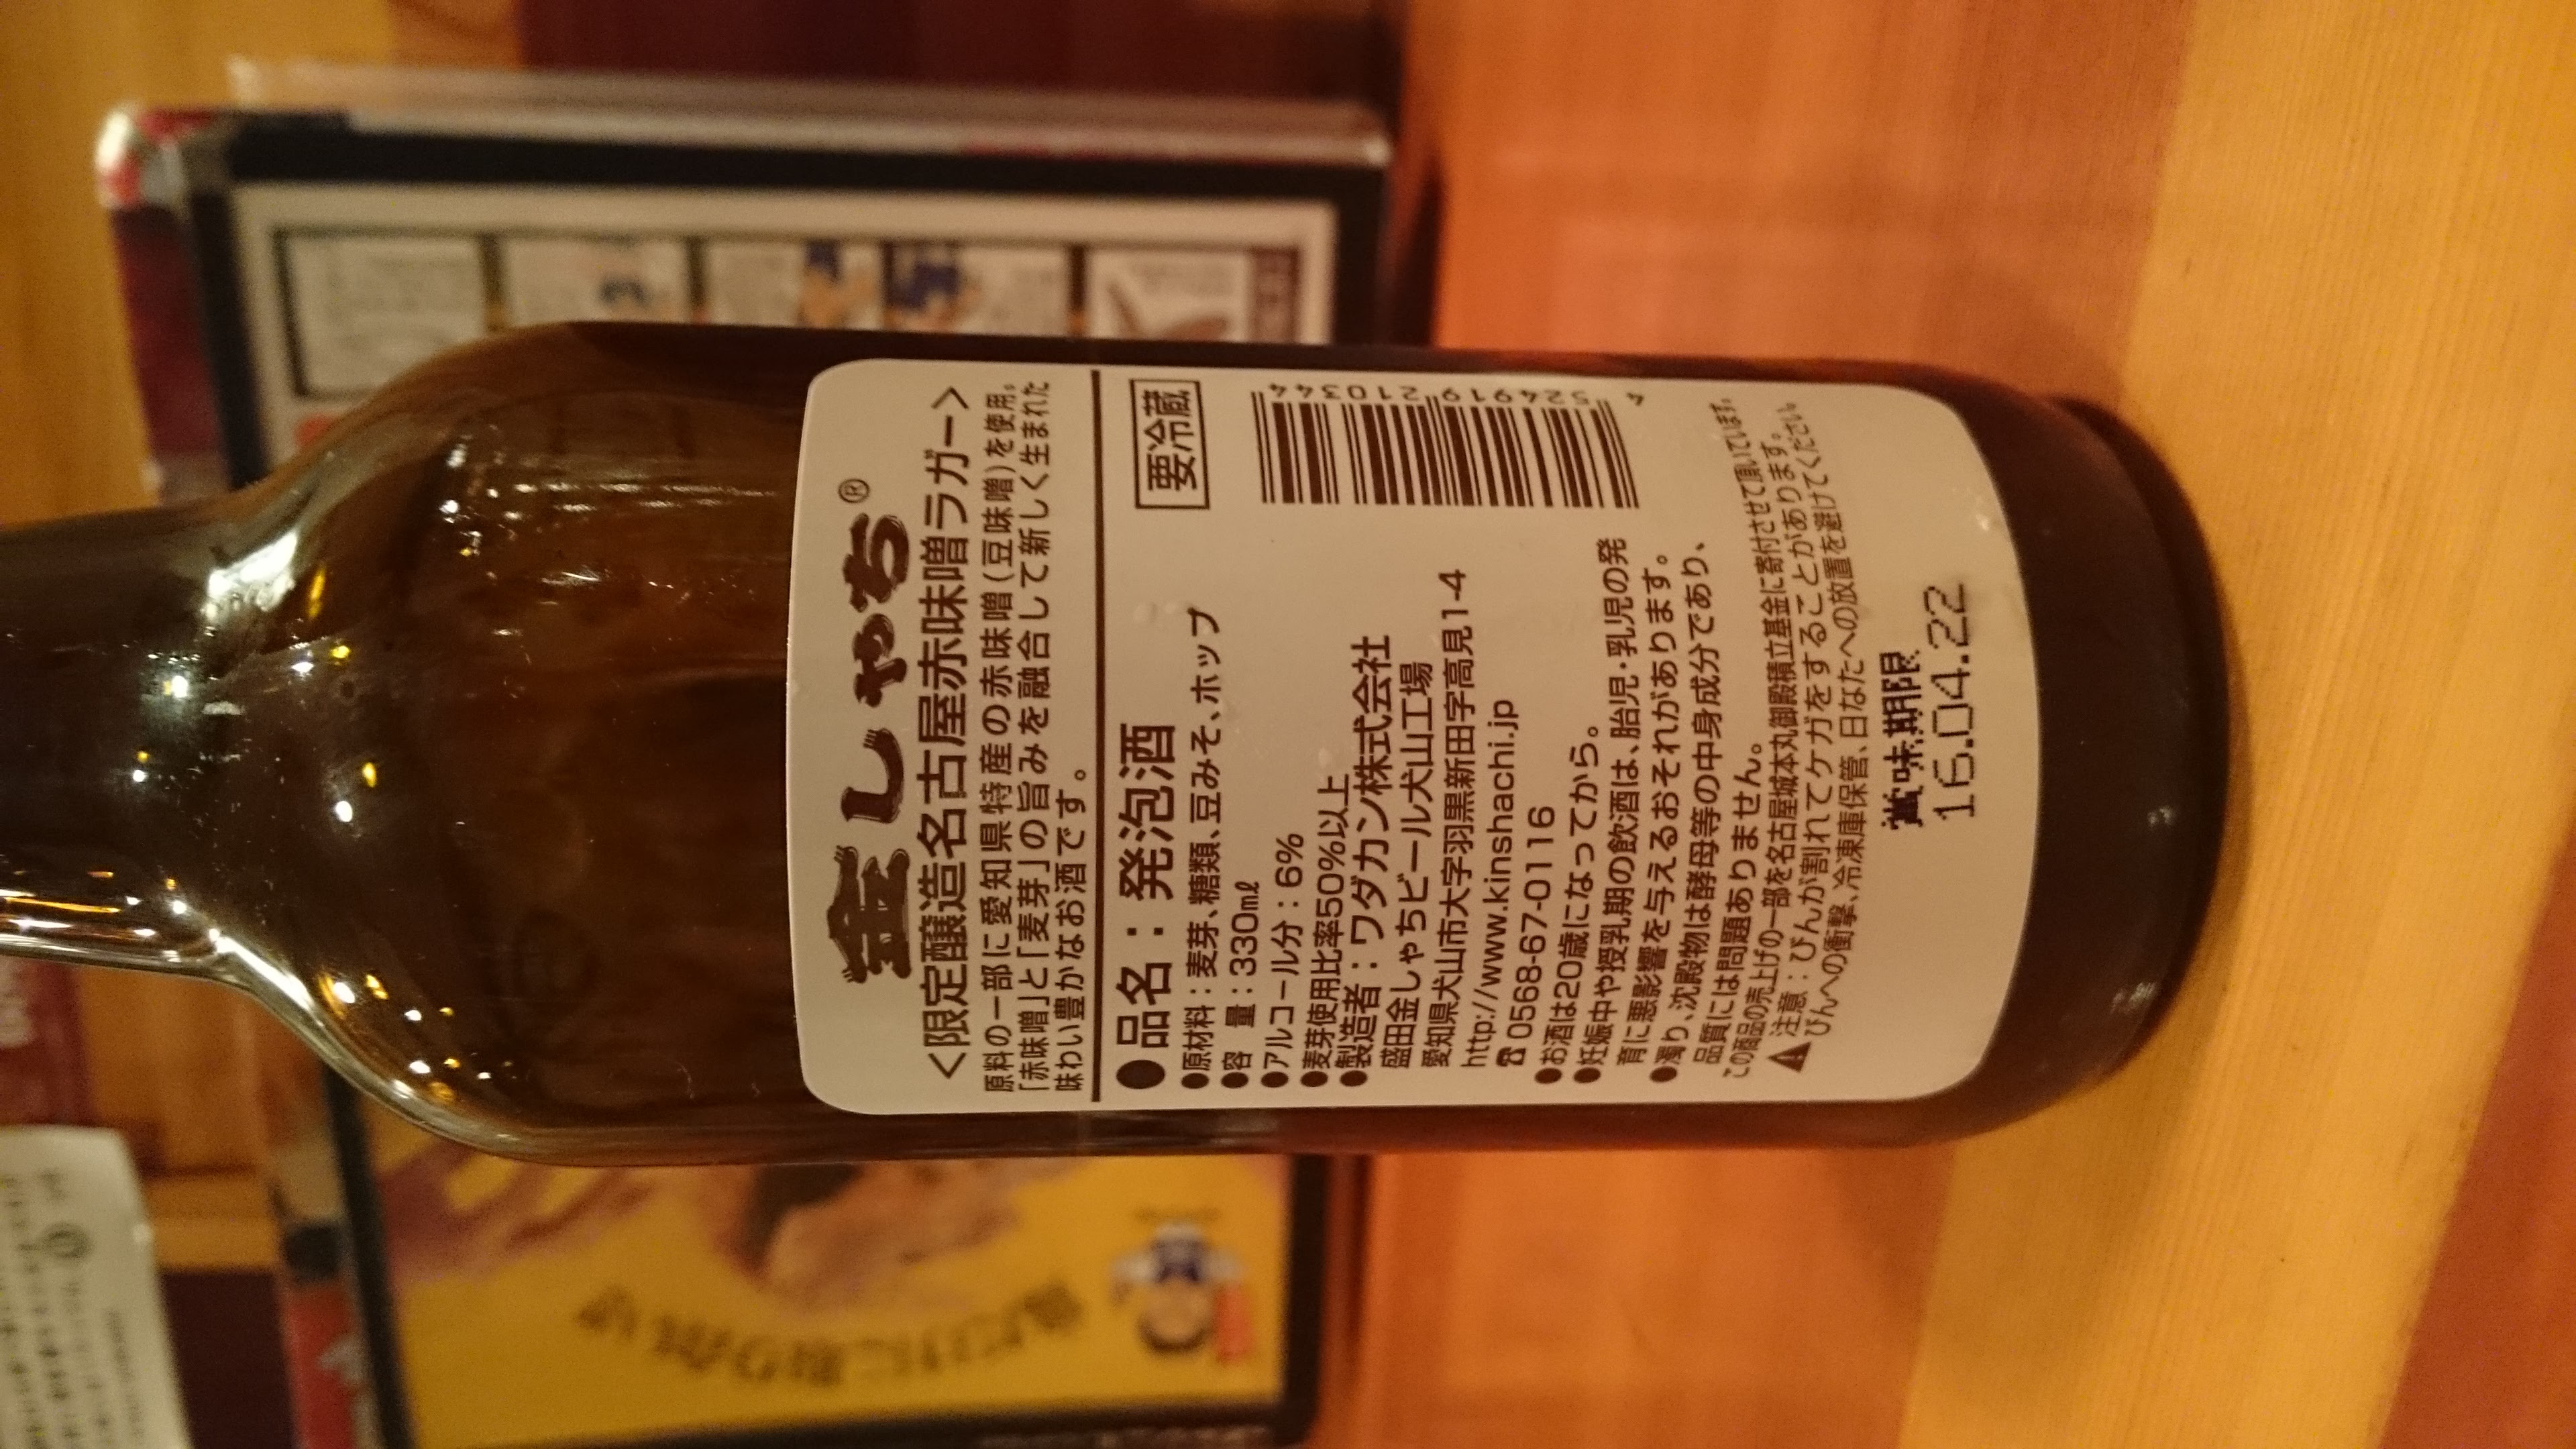 金しゃち®
<限定醸造名古屋赤味噌ラガー>
原料の一部に愛知県特産の赤味噌(豆味噌)を使用。
「赤味噌」と「麦芽」の旨みを融合して新しく生まれた
味わい豊かなお酒です。
●品名：発泡酒
要冷蔵
●原材料：麦芽、糖類、豆みそ、ホップ
●容 量：330㎖
●アルコール分：6%
●麦芽使用比率50%以上
●製造者：ワダカン株式会社
盛田金しゃちビール犬山工場
愛知県犬山市大字羽黒新田字高見14
http://www.kinshachi.jp
☎0568-67-0116
4 524919 210344
●お酒は20歳になってから。
●妊娠中や授乳期の飲酒は、胎児・乳児の発
育に悪影響を与えるおそれがあります。
●濁り、沈殿物は酵母等の中身成分であり、
品質には問題ありません。
この商品の売上げの一部を名古屋城本丸御殿積立基金に寄付させて頂いています。
⚠注意：びんが割れてケガをすることがあります。
びんへの衝撃、冷凍庫保管、日なたへの放置を避けてください。
賞味期限
16.04.22